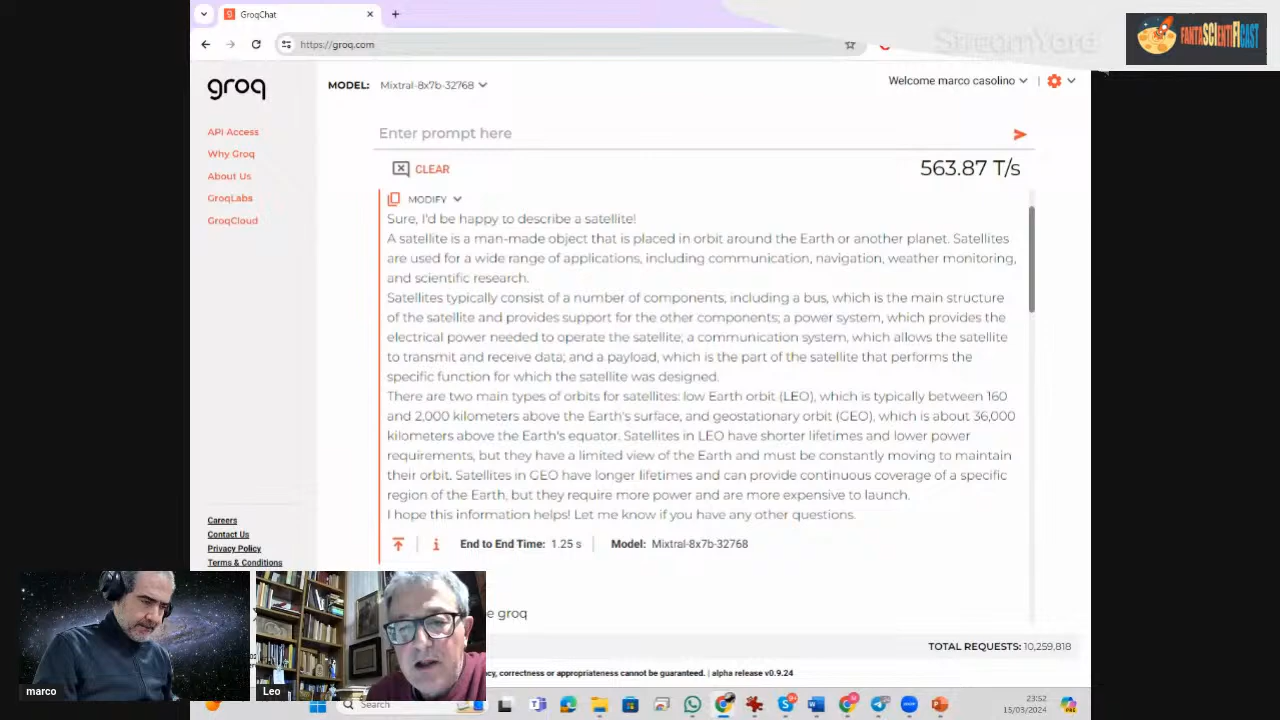 GroqChat
StreamYard
FANTASCIENTIFICAST
https://groq.com
groq
MODEL: Mixtral-8x7b-32768
Welcome marco casolino
API Access
Why Groq
About Us
GroqLabs
GroqCloud
Enter prompt here
CLEAR
563.87 T/s
MODIFY
Sure, I'd be happy to describe a satellite!
A satellite is a man-made object that is placed in orbit around the Earth or another planet. Satellites
are used for a wide range of applications, including communication, navigation, weather monitoring,
and scientific research.
Satellites typically consist of a number of components, including a bus, which is the main structure
of the satellite and provides support for the other components; a power system, which provides the
electrical power needed to operate the satellite; a communication system, which allows the satellite
to transmit and receive data; and a payload, which is the part of the satellite that performs the
specific function for which the satellite was designed.
There are two main types of orbits for satellites: low Earth orbit (LEO), which is typically between 160
and 2,000 kilometers above the Earth's surface, and geostationary orbit (GEO), which is about 36,000
kilometers above the Earth's equator. Satellites in LEO have shorter lifetimes and lower power
requirements, but they have a limited view of the Earth and must be constantly moving to maintain
their orbit. Satellites in GEO have longer lifetimes and can provide continuous coverage of a specific
region of the Earth, but they require more power and are more expensive to launch.
I hope this information helps! Let me know if you have any other questions.
End to End Time: 1.25 s
Model: Mixtral-8x7b-32768
Careers
Contact Us
Privacy Policy
Terms & Conditions
e groq
TOTAL REQUESTS: 10,259,818
cy, correctness or appropriateness cannot be guaranteed. | alpha release v0.9.24
marco
Leo
Search
23:52
15/03/2024